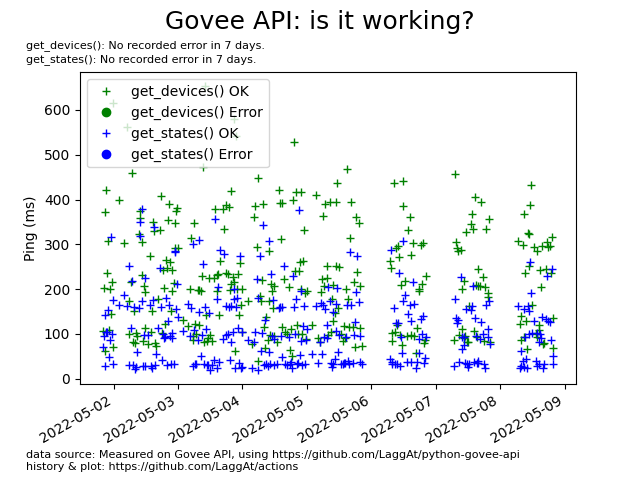 Govee API: is it working?
get_devices(): No recorded error in 7 days.
get_states(): No recorded error in 7 days.
get_devices() OK
get_devices() Error
get_states() OK
get_states() Error
Ping (ms)
600
500
400
300
200
100
0
2022-05-02
2022-05-03
2022-05-04
2022-05-05
2022-05-06
2022-05-07
2022-05-08
2022-05-09
data source: Measured on Govee API, using https://github.com/LaggAt/python-govee-api
history & plot: https://github.com/LaggAt/actions